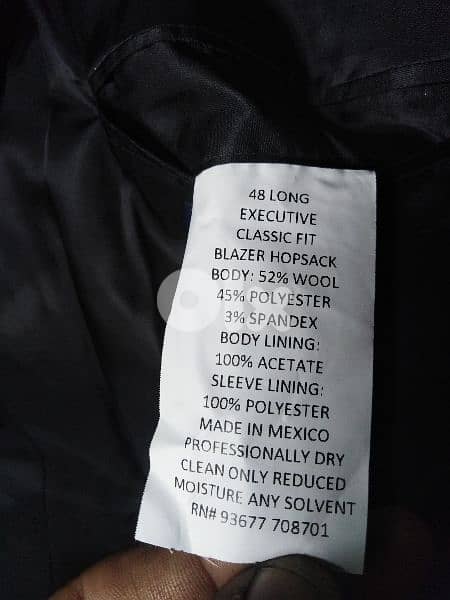 48 LONG
EXECUTIVE
CLASSIC FIT
BLAZER HOPSACK
BODY: 52% WOOL
45% POLYESTER
3% SPANDEX
BODY LINING:
100% ACETATE
SLEEVE LINING:
100% POLYESTER
MADE IN MEXICO
PROFESSIONALLY DRY
CLEAN ONLY REDUCED
MOISTURE ANY SOLVENT
RN# 93677 708701